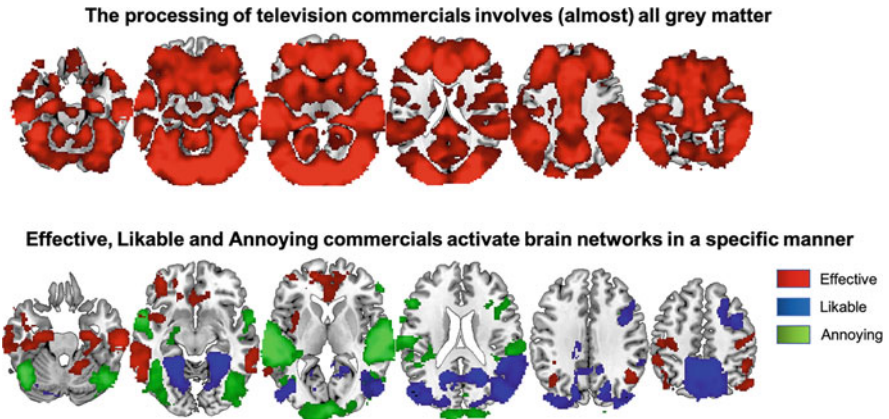 The processing of television commercials involves (almost) all grey matter
Effective, Likable and Annoying commercials activate brain networks in a specific manner
Effective
Likable
Annoying